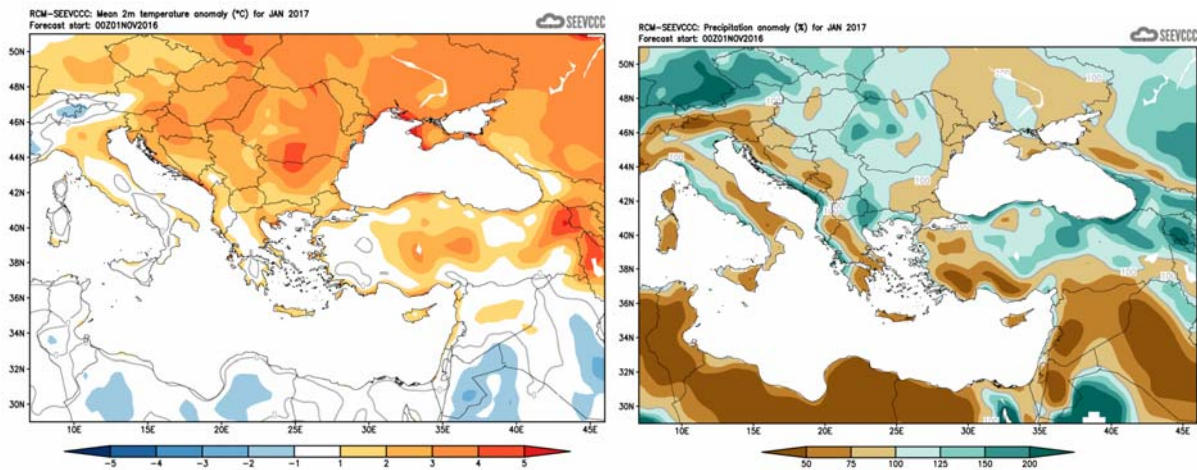 RCM-SEEVCCC: Mean 2m temperature anomaly (°C) for JAN 2017
Forecast start: 00Z01NOV2016
SEEVCCC
50N
48N
46N
44N
42N
40N
38N
36N
34N
32N
30N
10E 15E 20E 25E 30E 35E 40E 45E
-5 -4 -3 -2 -1 1 2 3 4 5
RCM-SEEVCCC: Precipitation anomaly (%) for JAN 2017
Forecast start: 00Z01NOV2016
SEEVCCC
50N
48N
46N
44N
42N
40N
38N
36N
34N
32N
30N
100
100
100
100
10E 15E 20E 25E 30E 35E 40E 45E
50 75 100 125 150 200